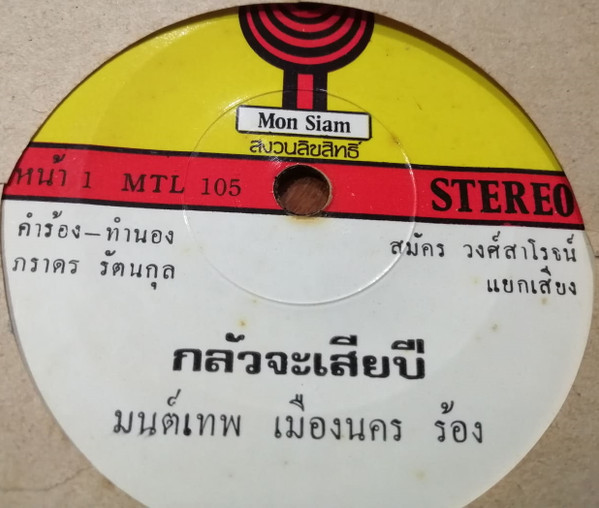 Mon Siam
สงวนลิขสิทธิ์
หน้า 1 MTL 105 STEREO
คำร้อง–ทำนอง
ภราดร รัตนกุล
สมัคร วงศ์สาโรจน์
แยกเสียง
กลัวจะเสียบี๋
มนต์เทพ เมืองนคร ร้อง